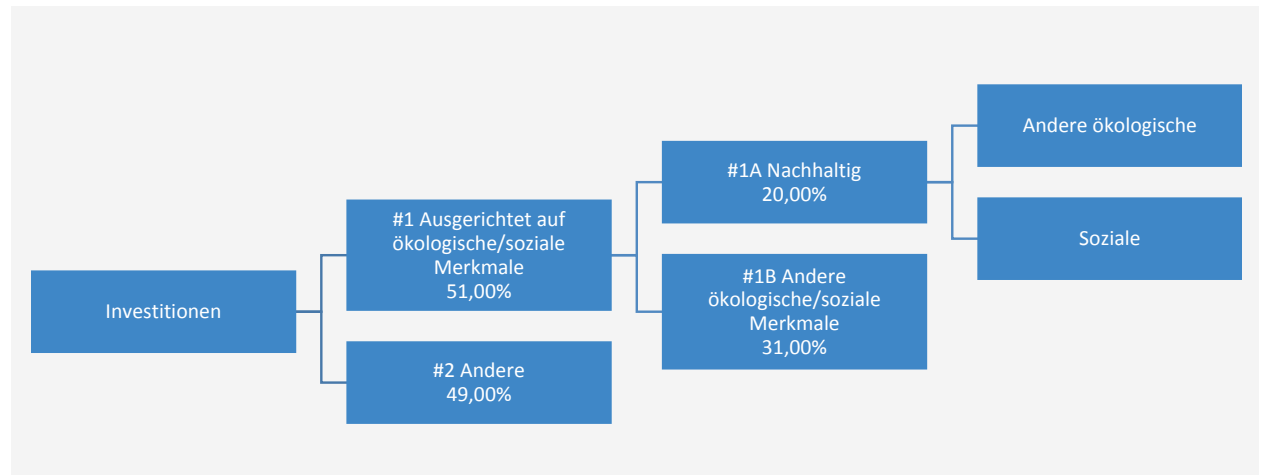 Investitionen
#1 Ausgerichtet auf
ökologische/soziale
Merkmale
51,00%
#2 Andere
49,00%
#1A Nachhaltig
20,00%
#1B Andere
ökologische/soziale
Merkmale
31,00%
Andere ökologische
Soziale